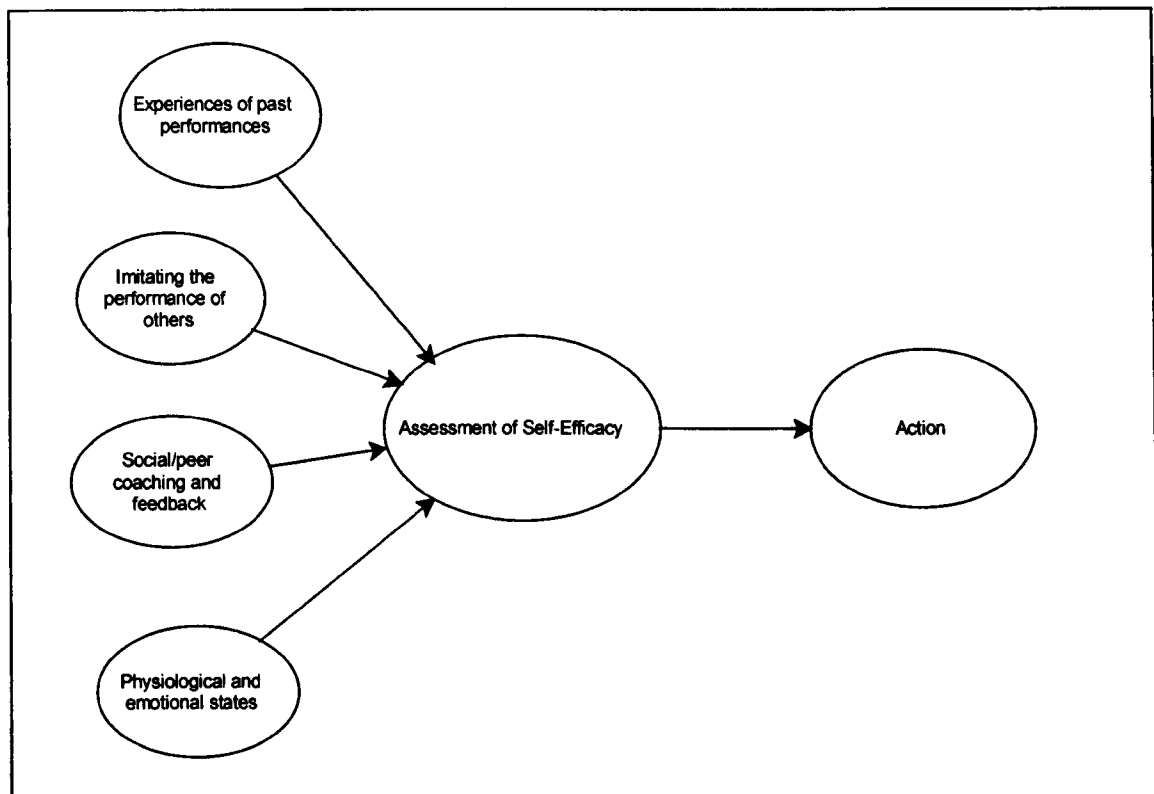 Experiences of past
performances
Imitating the
performance of
others
Social/peer
coaching and
feedback
Physiological and
emotional states
Assessment of Self-Efficacy
Action